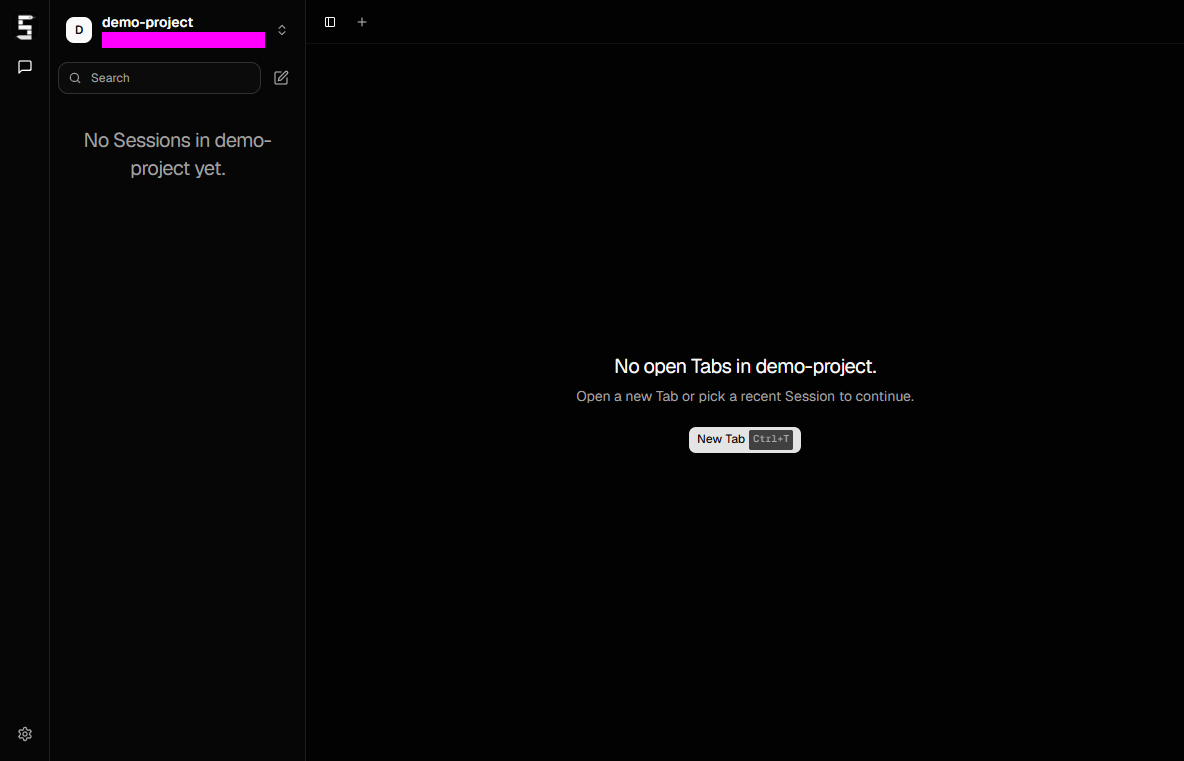 D
demo-project
Search
No Sessions in demo-
project yet.
No open Tabs in demo-project.
Open a new Tab or pick a recent Session to continue.
New Tab Ctrl+T